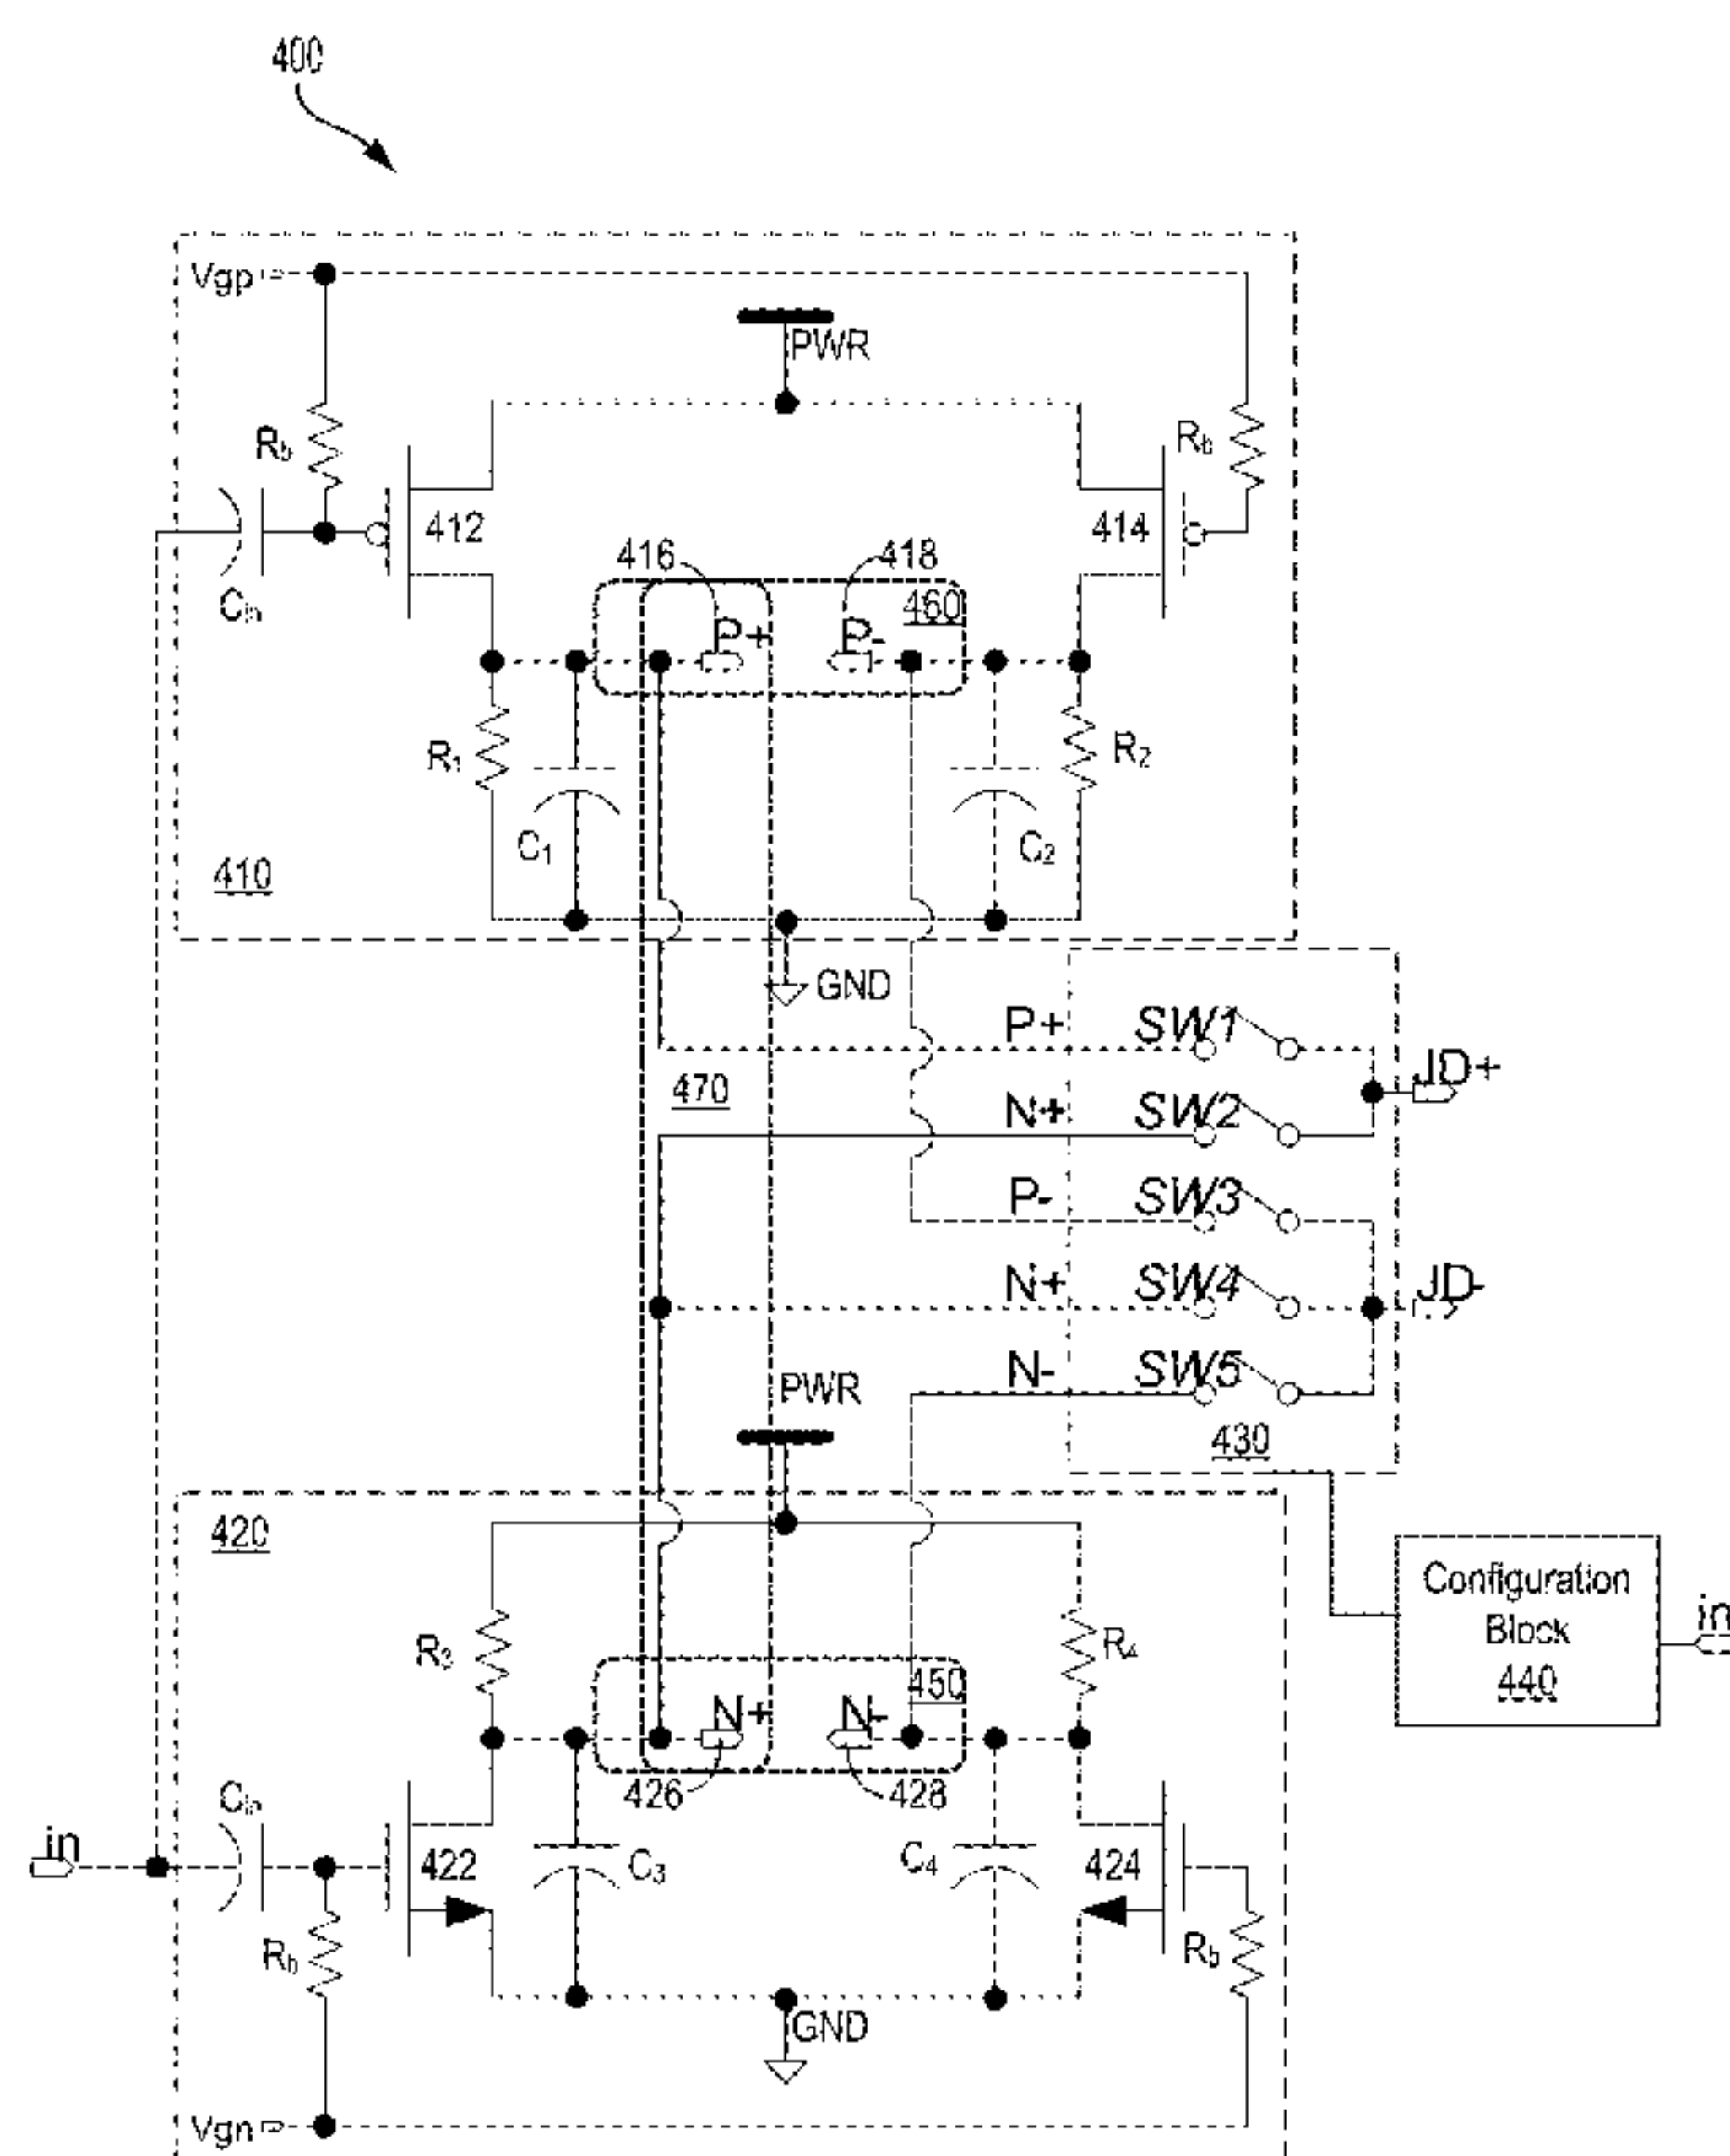 400
Vgp
PWR
Rb
Rb
412
414
416
418
Cin
460
P+
P-
R1
R2
C1
C2
410
GND
P+
SW1
JD+
470
N+
SW2
P-
SW3
N+
SW4
JD-
N-
SW5
PWR
430
420
Configuration
Block
440
in
R3
R4
450
N+
N-
426
428
Cin
in
422
C3
C4
424
Rb
Rb
GND
Vgn